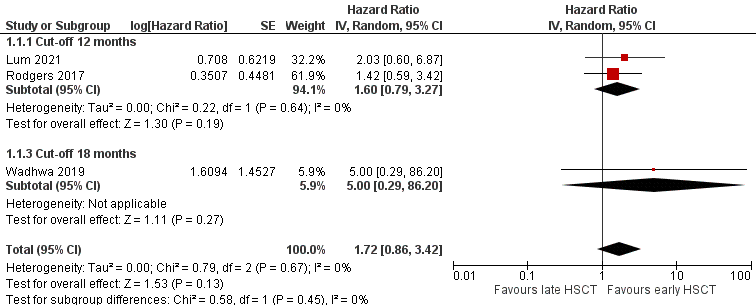 Hazard Ratio Hazard Ratio
Study or Subgroup log[Hazard Ratio] SE Weight IV, Random, 95% CI IV, Random, 95% CI
1.1.1 Cut-off 12 months
Lum 2021 0.708 0.6219 32.2% 2.03 [0.60, 6.87]
Rodgers 2017 0.3507 0.4481 61.9% 1.42 [0.59, 3.42]
Subtotal (95% CI) 94.1% 1.60 [0.79, 3.27]
Heterogeneity: Tau² = 0.00; Chi² = 0.22, df = 1 (P = 0.64); I² = 0%
Test for overall effect: Z = 1.30 (P = 0.19)
1.1.3 Cut-off 18 months
Wadhwa 2019 1.6094 1.4527 5.9% 5.00 [0.29, 86.20]
Subtotal (95% CI) 5.9% 5.00 [0.29, 86.20]
Heterogeneity: Not applicable
Test for overall effect: Z = 1.11 (P = 0.27)
Total (95% CI) 100.0% 1.72 [0.86, 3.42]
Heterogeneity: Tau² = 0.00; Chi² = 0.79, df = 2 (P = 0.67); I² = 0%
Test for overall effect: Z = 1.53 (P = 0.13)
Test for subgroup differences: Chi² = 0.58, df = 1 (P = 0.45), I² = 0%
0.01 0.1 1 10 100
Favours late HSCT Favours early HSCT